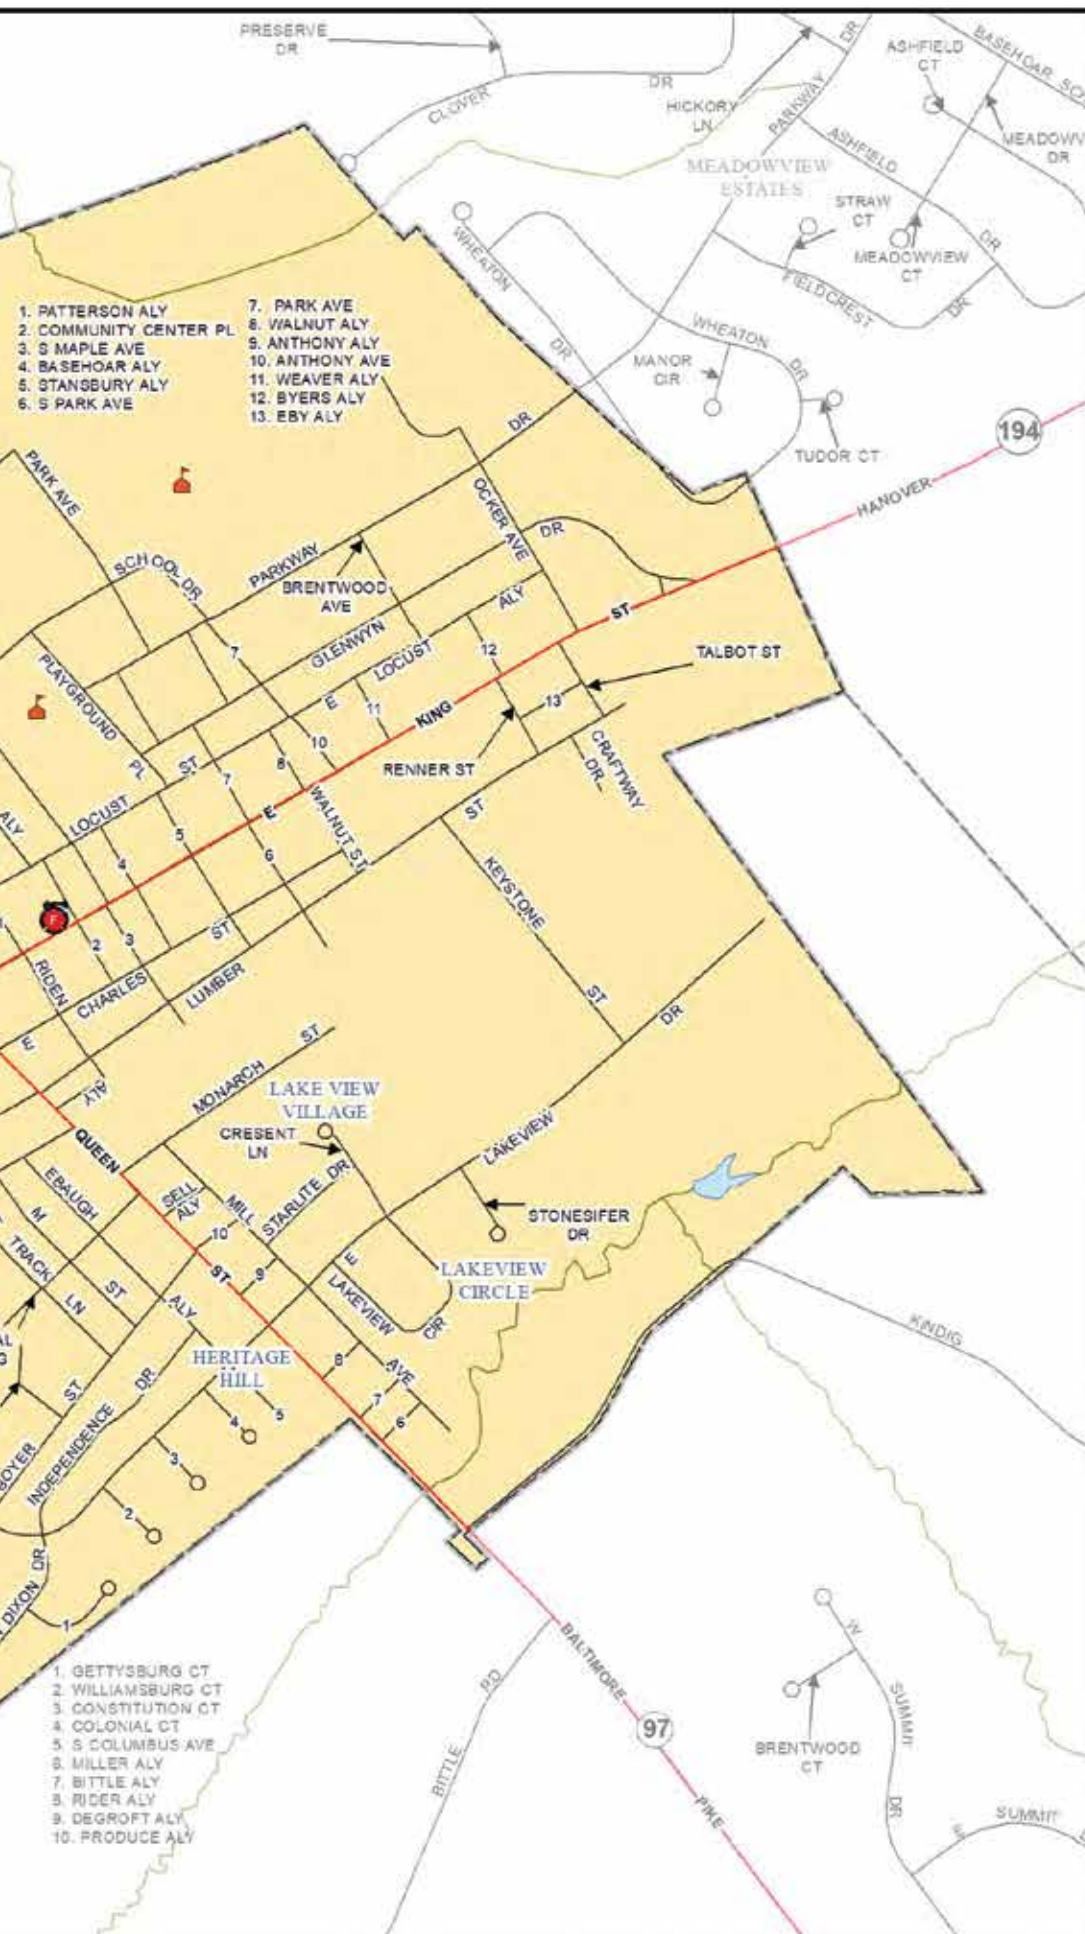 PRESERVE
DR
CLOVER
DR
HICKORY
LN
PARKWAY
DR
ASHFIELD
CT
BASEHOAR
MEADOWV
DR
ASHFIELD
DR
MEADOWVIEW
ESTATES
STRAW
CT
MEADOWVIEW
CT
FIELDCREST
DR
WHEATON
DR
WHEATON
DR
MANOR
CIR
TUDOR CT
194
HANOVER
1. PATTERSON ALY
2. COMMUNITY CENTER PL
3. S MAPLE AVE
4. BASEHOAR ALY
5. STANSBURY ALY
6. S PARK AVE
7. PARK AVE
8. WALNUT ALY
9. ANTHONY ALY
10. ANTHONY AVE
11. WEAVER ALY
12. BYERS ALY
13. EBY ALY
PARK AVE
SCHOOL DR
PARKWAY
DR
OCKER AVE
BRENTWOOD
AVE
GLENWYN
DR
E
LOCUST
ALY
PLAYGROUND
PL
7
12
13
11
10
8
7
5
4
6
2
3
LOCUST
ST
ALY
E
KING
ST
TALBOT ST
RENNER ST
CRAFTWAY
DR
WALNUT ST
F
RIDEN
ALY
E
CHARLES
ST
LUMBER
ST
KEYSTONE
ST
MONARCH
ST
LAKE VIEW
VILLAGE
CRESENT
LN
QUEEN
ST
EBAUGH
ALY
M
ST
TRACK
LN
SELL
ALY
MILL
AVE
STARLITE DR
LAKEVIEW
DR
STONESIFER
DR
LAKEVIEW
CIRCLE
E
LAKEVIEW
CIR
10
9
8
7
6
HERITAGE
HILL
5
4
3
2
1
BOYER
ST
INDEPENDENCE
DR
DIXON DR
KINDIG
1. GETTYSBURG CT
2. WILLIAMSBURG CT
3. CONSTITUTION CT
4. COLONIAL CT
5. S COLUMBUS AVE
6. MILLER ALY
7. BITTLE ALY
8. RIDER ALY
9. DEGROFT ALY
10. PRODUCE ALY
BITTLE
RD
BALTIMORE
PIKE
97
BRENTWOOD
CT
W
SUMMIT
DR
E
SUMMIT